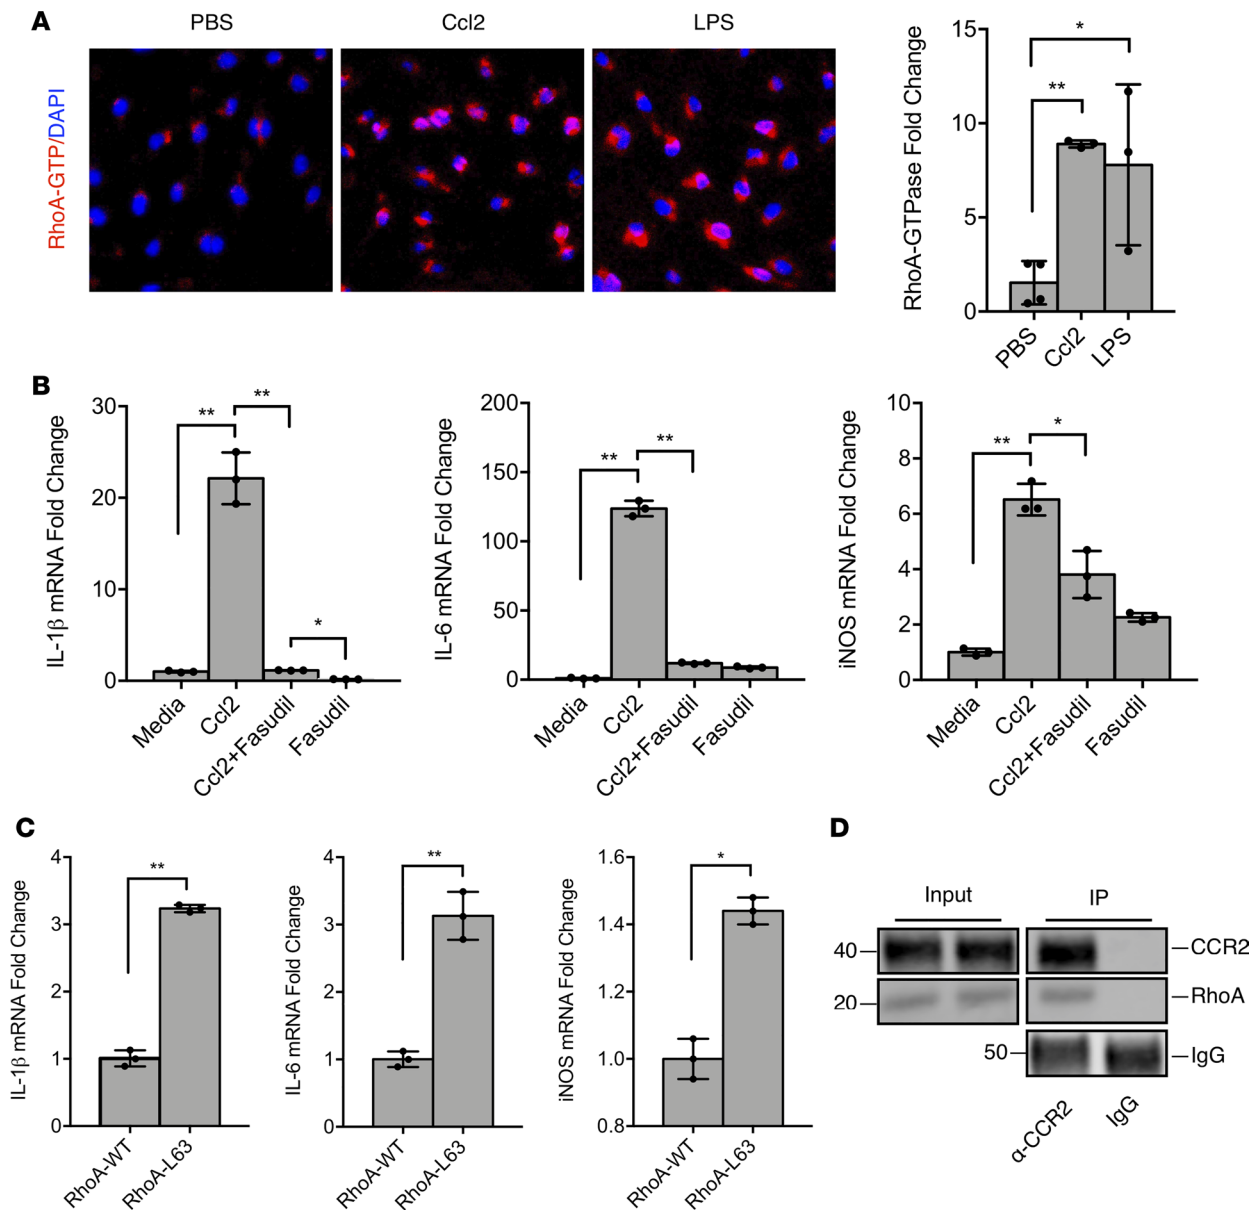 A
PBS
Ccl2
LPS
RhoA-GTP/DAPI
RhoA-GTPase Fold Change
15
10
5
0
*
**
PBS
Ccl2
LPS
B
IL-1β mRNA Fold Change
30
20
10
0
**
**
*
Media
Ccl2
Ccl2+Fasudil
Fasudil
IL-6 mRNA Fold Change
200
150
100
50
0
**
**
Media
Ccl2
Ccl2+Fasudil
Fasudil
iNOS mRNA Fold Change
10
8
6
4
2
0
**
*
Media
Ccl2
Ccl2+Fasudil
Fasudil
C
IL-1β mRNA Fold Change
4
3
2
1
0
**
RhoA-WT
RhoA-L63
IL-6 mRNA Fold Change
4
3
2
1
0
**
RhoA-WT
RhoA-L63
iNOS mRNA Fold Change
1.6
1.4
1.2
1.0
0.8
*
RhoA-WT
RhoA-L63
D
Input
IP
40
CCR2
20
RhoA
50
IgG
α-CCR2
IgG